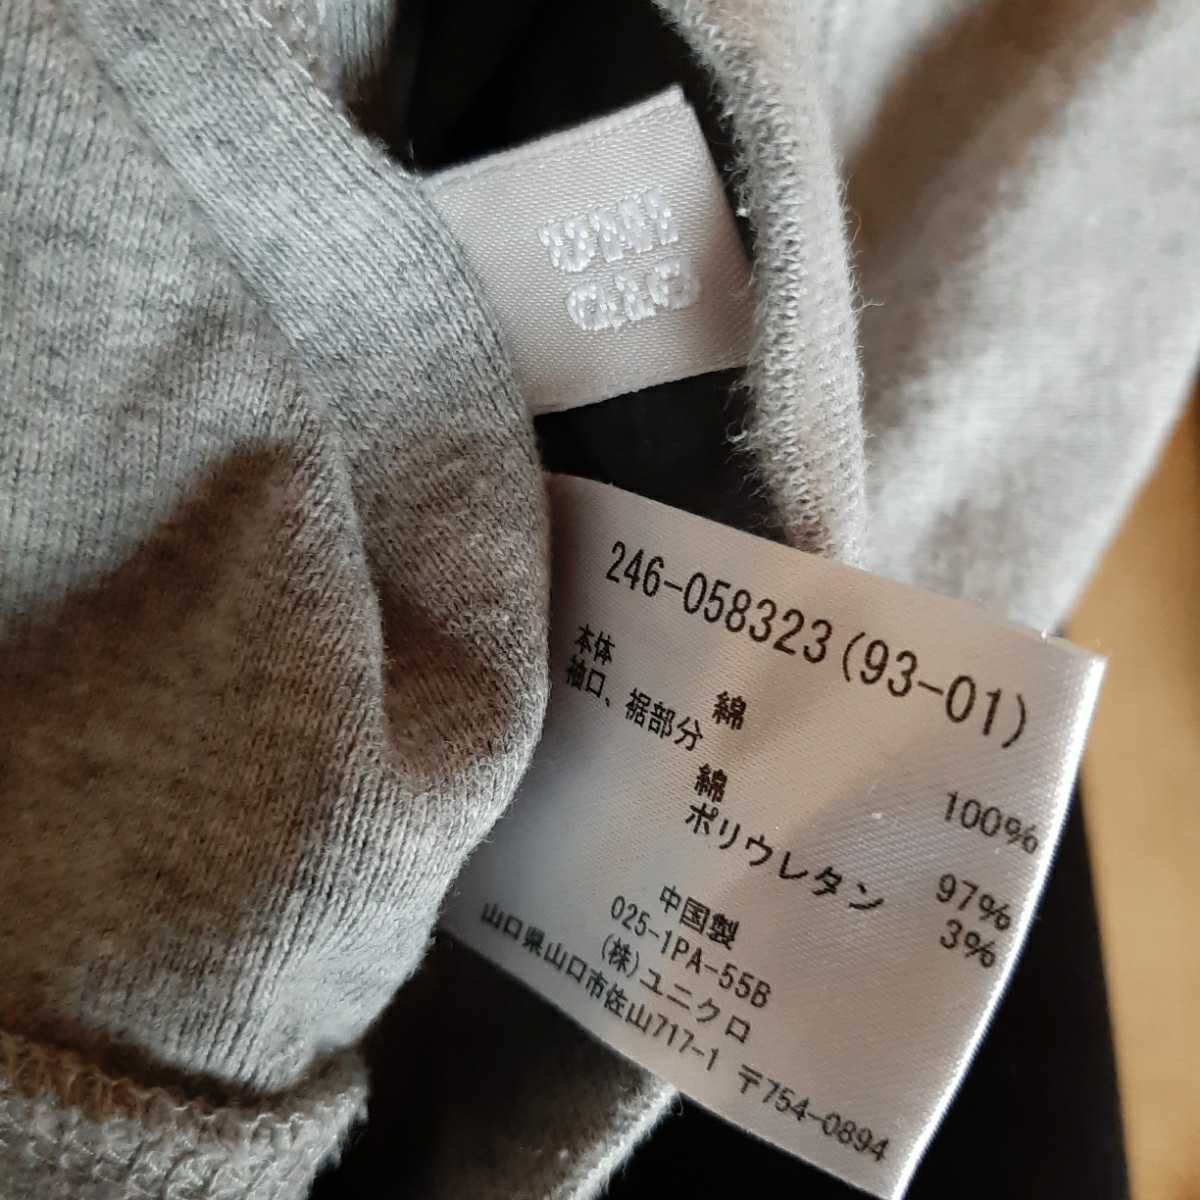 UNI
QLO
246-058323(93-01)
本体
綿 100%
袖口、裾部分
綿 97%
ポリウレタン 3%
中国製
025-1PA-55B
(株)ユニクロ
山口県山口市佐山717-1 〒754-0894